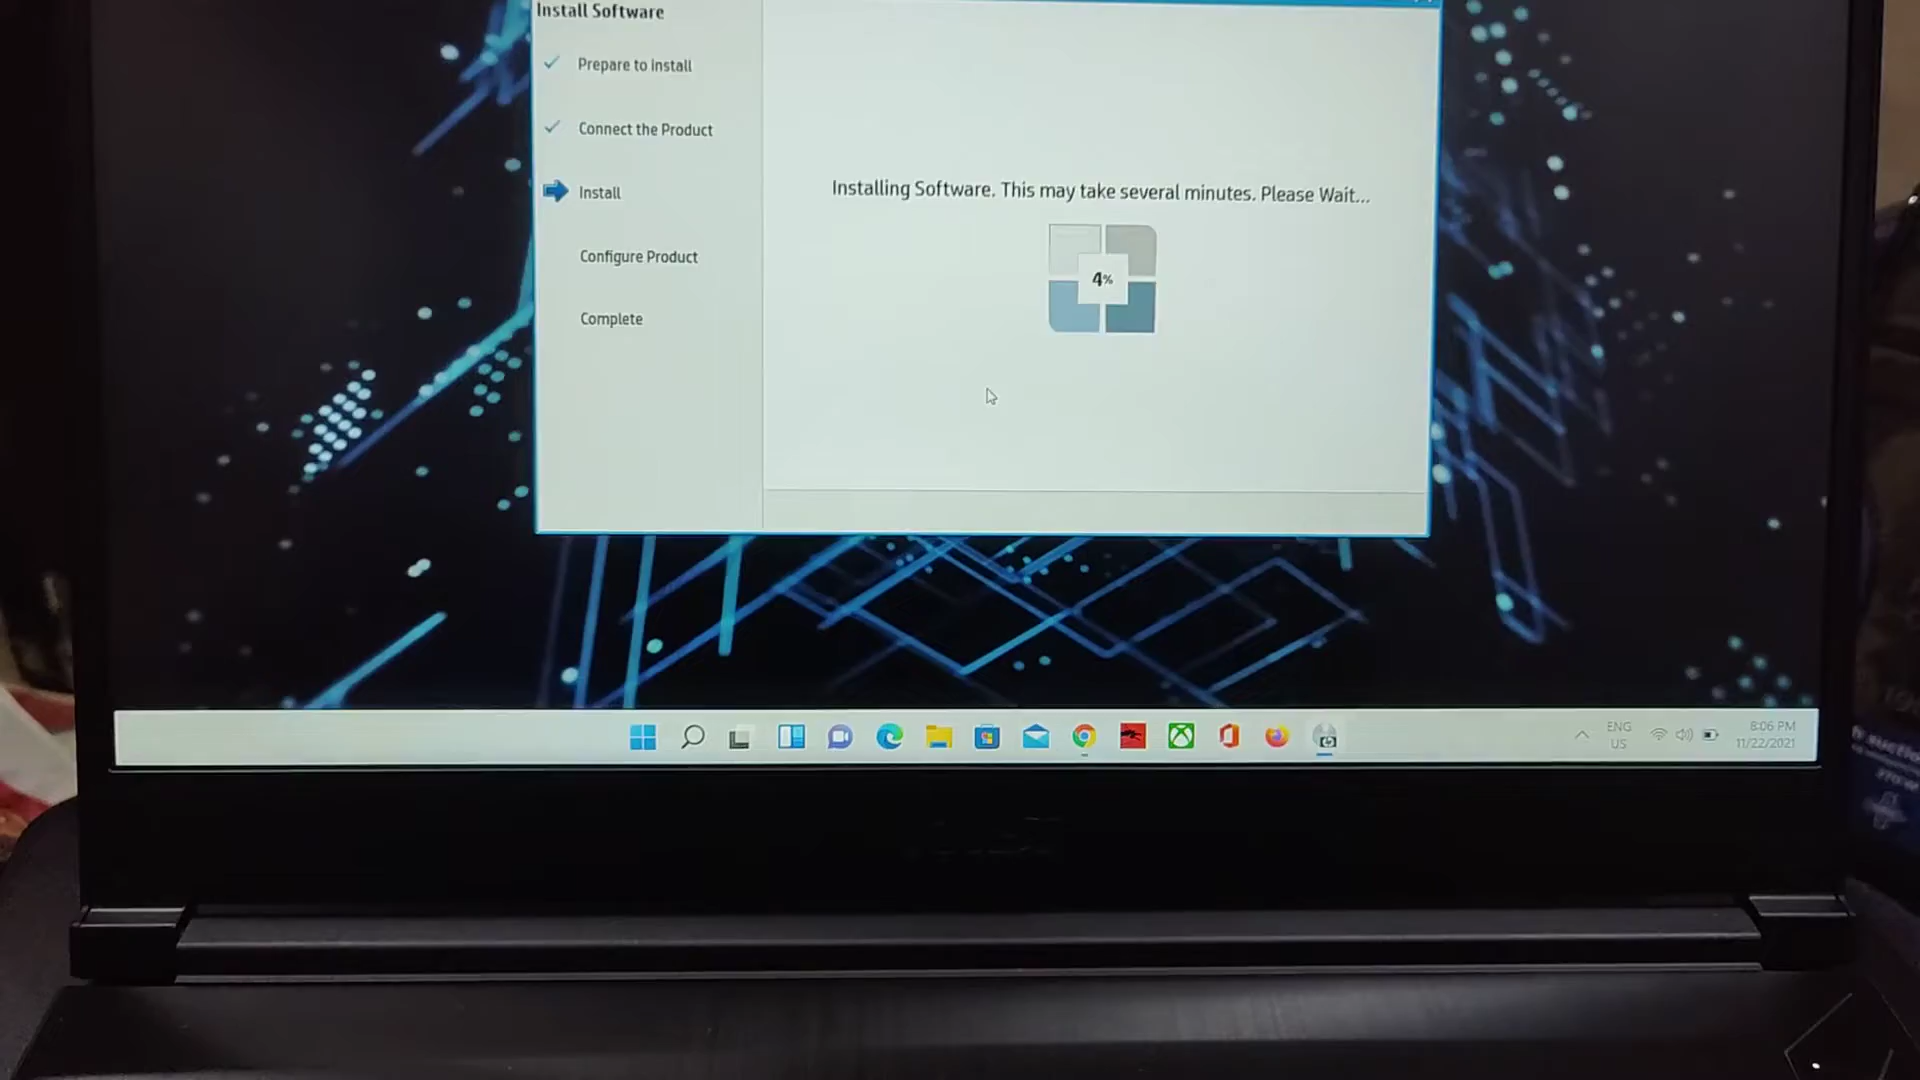 Install Software
Prepare to Install
Connect the Product
Install
Configure Product
Complete
Installing Software. This may take several minutes. Please Wait...
4%
ENG
US
8:06 PM
11/22/2021